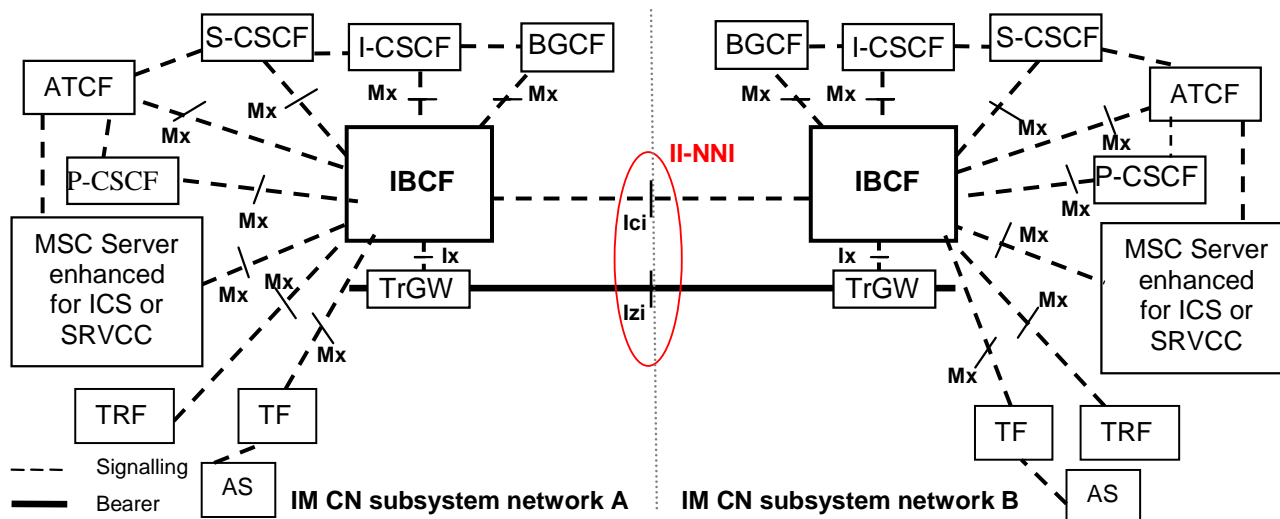 S-CSCF
I-CSCF
BGCF
BGCF
I-CSCF
S-CSCF
ATCF
Mx
Mx
Mx
Mx
Mx
Mx
Mx
Mx
ATCF
P-CSCF
IBCF
II-NNI
IBCF
P-CSCF
Mx
Ici
Mx
MSC Server
enhanced
for ICS or
SRVCC
Mx
Mx
Ix
Ix
Mx
MSC Server
enhanced
for ICS or
SRVCC
TrGW
Izi
TrGW
Mx
Mx
Mx
TRF
TF
TF
TRF
Signalling
AS
AS
Bearer
IM CN subsystem network A
IM CN subsystem network B